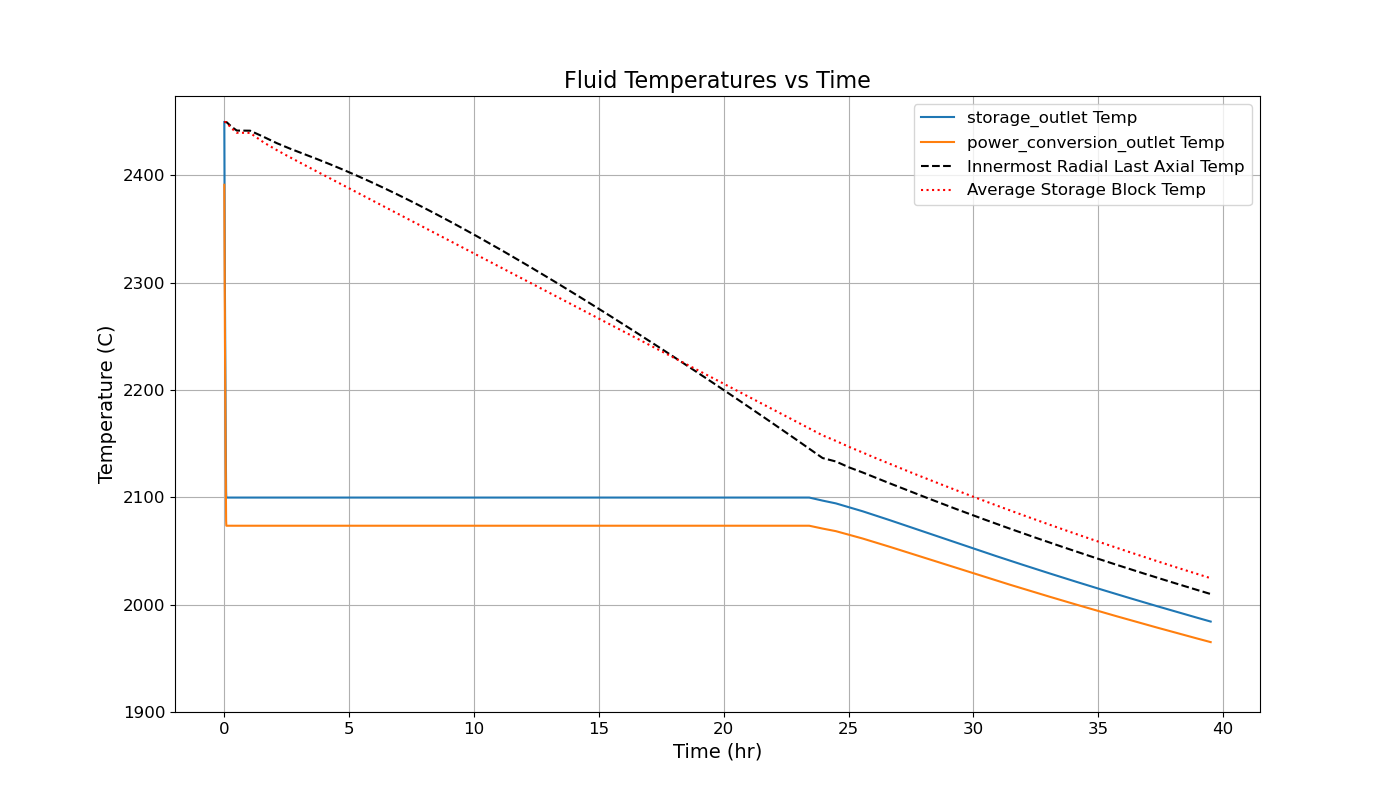 Fluid Temperatures vs Time
storage_outlet Temp
power_conversion_outlet Temp
Innermost Radial Last Axial Temp
Average Storage Block Temp
Temperature (C)
2400
2300
2200
2100
2000
1900
0 5 10 15 20 25 30 35 40
Time (hr)